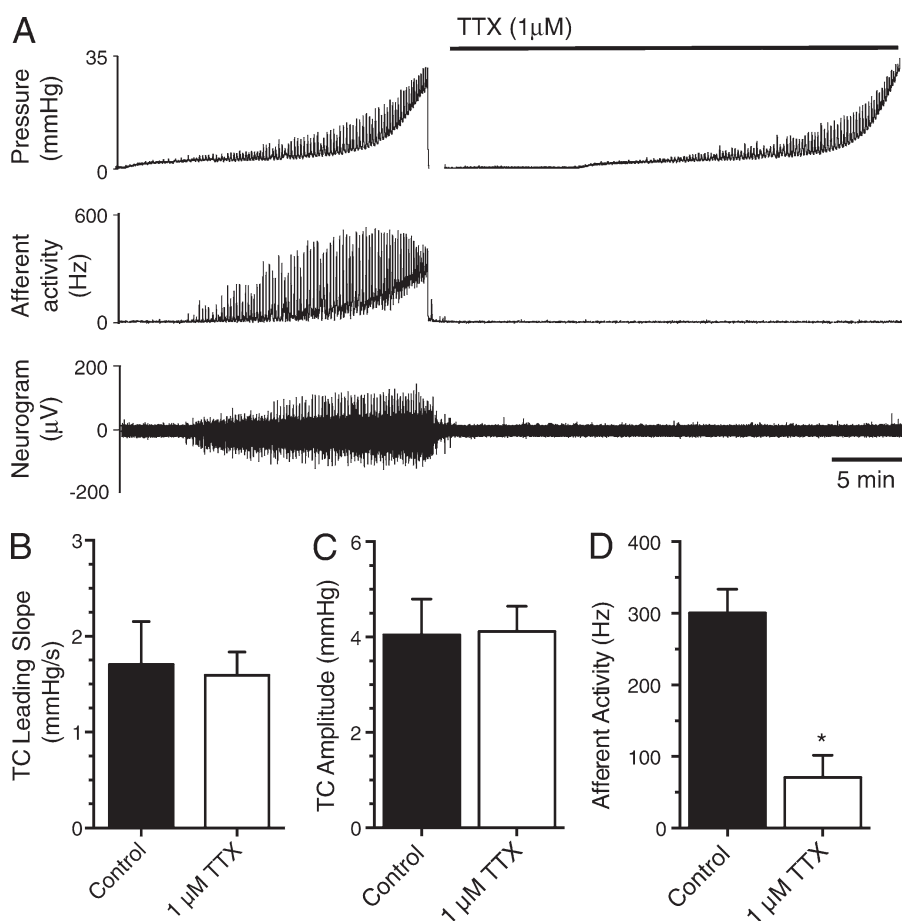 A
TTX (1µM)
Pressure
(mmHg)
35
0
Afferent
activity
(Hz)
600
0
Neurogram
(µV)
200
0
-200
5 min
B
TC Leading Slope
(mmHg/s)
3
2
1
0
Control
1 µM TTX
C
TC Amplitude (mmHg)
6
4
2
0
Control
1 µM TTX
D
Afferent Activity (Hz)
400
300
200
100
0
*
Control
1 µM TTX